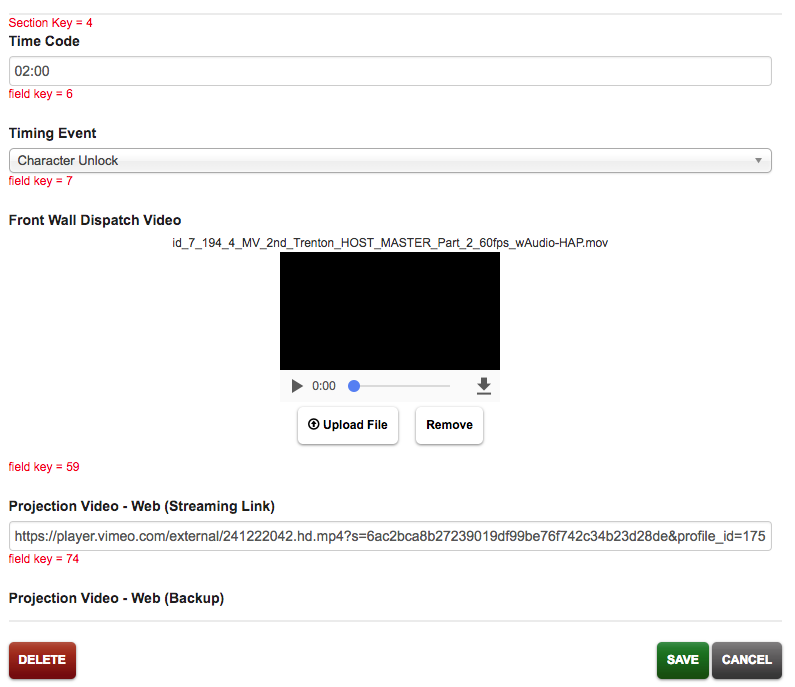 Section Key = 4
Time Code
02:00
field key = 6
Timing Event
Character Unlock
field key = 7
Front Wall Dispatch Video
id_7_194_4_MV_2nd_Trenton_HOST_MASTER_Part_2_60fps_wAudio-HAP.mov
0:00
Upload File Remove
field key = 59
Projection Video - Web (Streaming Link)
https://player.vimeo.com/external/241222042.hd.mp4?s=6ac2bca8b27239019df99be76f742c34b23d28de&profile_id=175
field key = 74
Projection Video - Web (Backup)
DELETE SAVE CANCEL